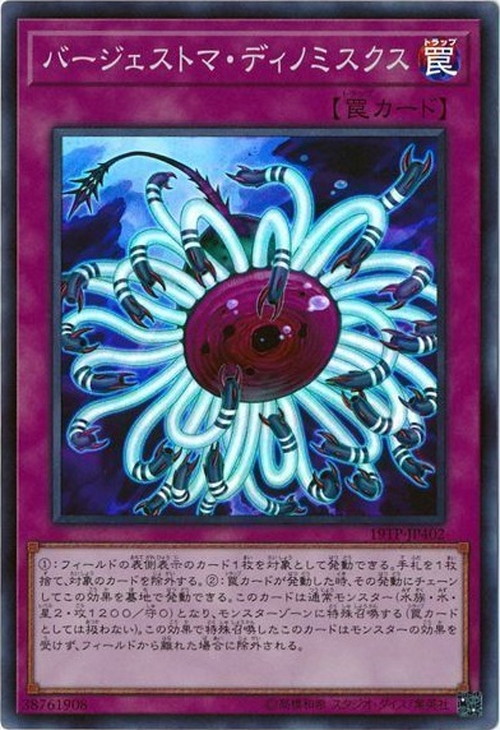 バージェストマ・ディノミスクス 罠
トラップ
【罠カード】
トラップ
19TP-JP402
①:フィールドの表側表示のカード1枚を対象として発動できる。手札を1枚
捨て、対象のカードを除外する。②:罠カードが発動した時、その発動にチェーン
してこの効果を墓地で発動できる。このカードは通常モンスター(水族・水・
星2・攻1200/守0)となり、モンスターゾーンに特殊召喚する(罠カード
としては扱わない)。この効果で特殊召喚したこのカードはモンスターの効果を
受けず、フィールドから離れた場合に除外される。
38761908
©高橋和希 スタジオ・ダイス/集英社